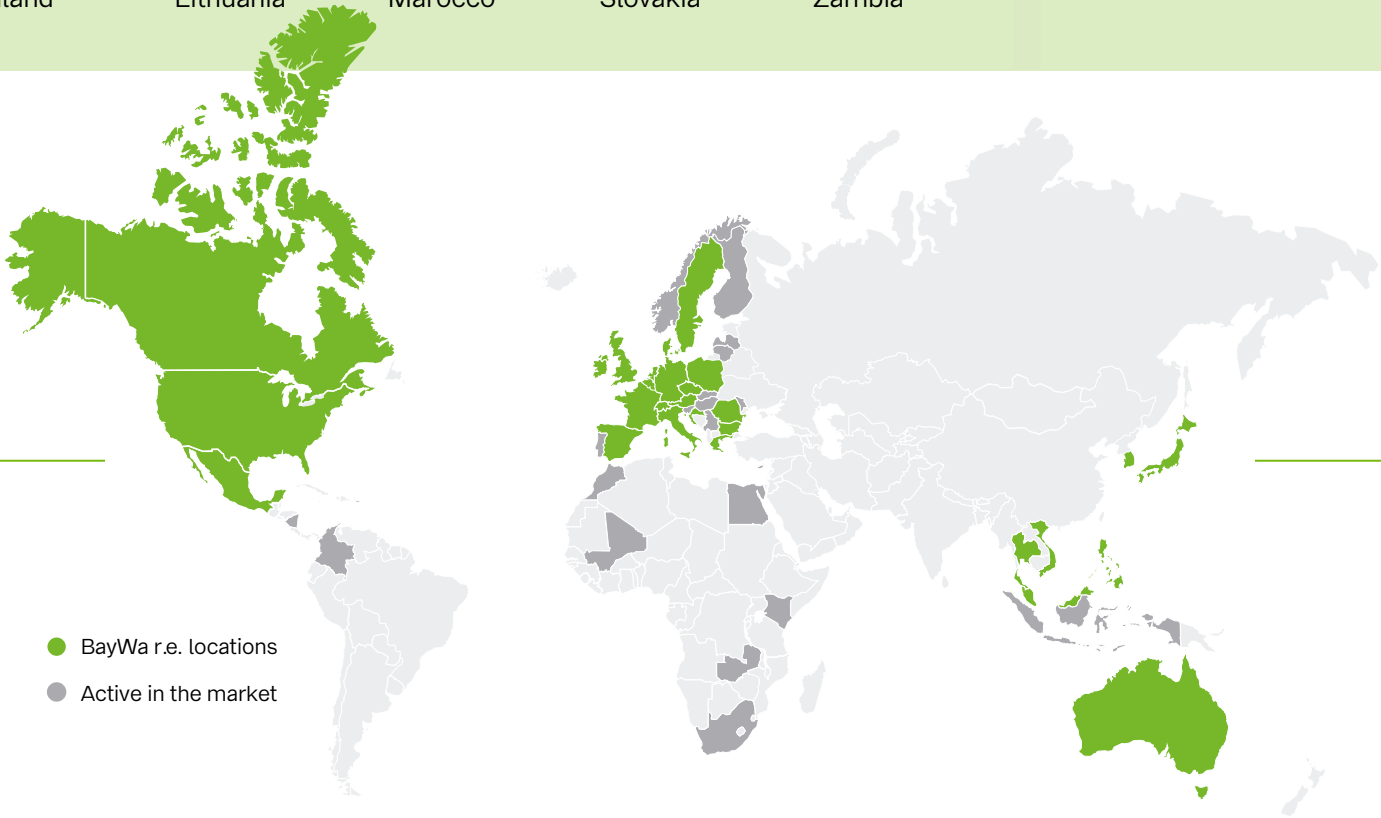 Lithuania Marocco Slovakia Zambia
BayWa r.e. locations
Active in the market